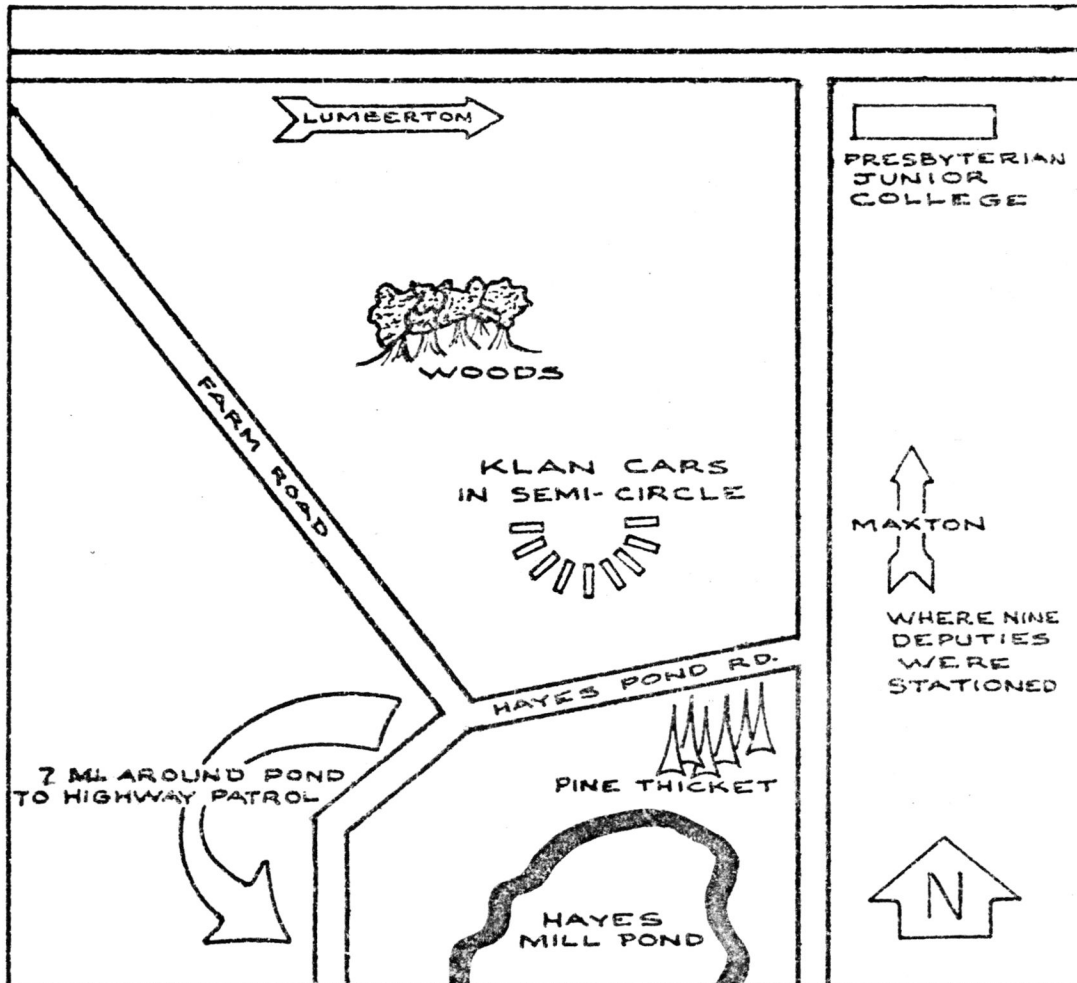 LUMBERTON
PRESBYTERIAN
JUNIOR
COLLEGE
WOODS
FARM ROAD
KLAN CARS
IN SEMI-CIRCLE
MAXTON
WHERE NINE
DEPUTIES
WERE
STATIONED
HAYES POND RD.
7 MI. AROUND POND
TO HIGHWAY PATROL
PINE THICKET
HAYES
MILL POND
N